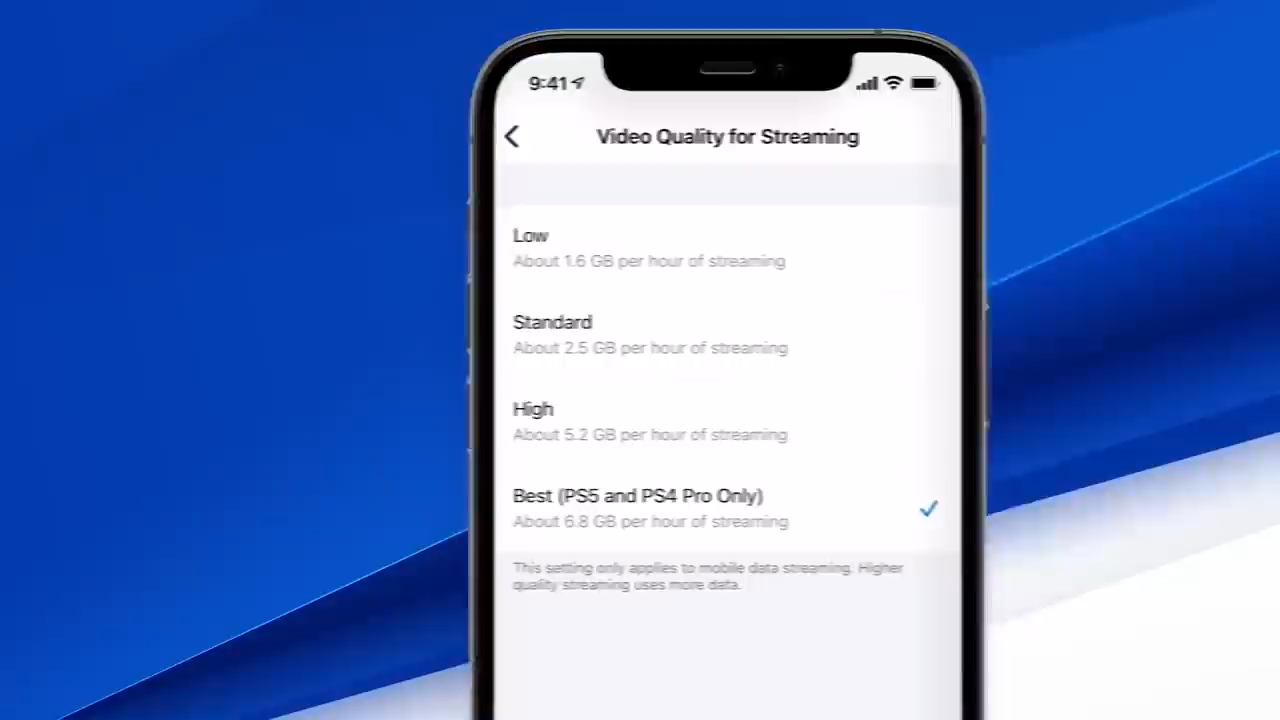 9:41
Video Quality for Streaming
Low
About 1.6 GB per hour of streaming
Standard
About 2.5 GB per hour of streaming
High
About 5.2 GB per hour of streaming
Best (PS5 and PS4 Pro Only)
About 6.8 GB per hour of streaming
This setting only applies to mobile data streaming. Higher
quality streaming uses more data.